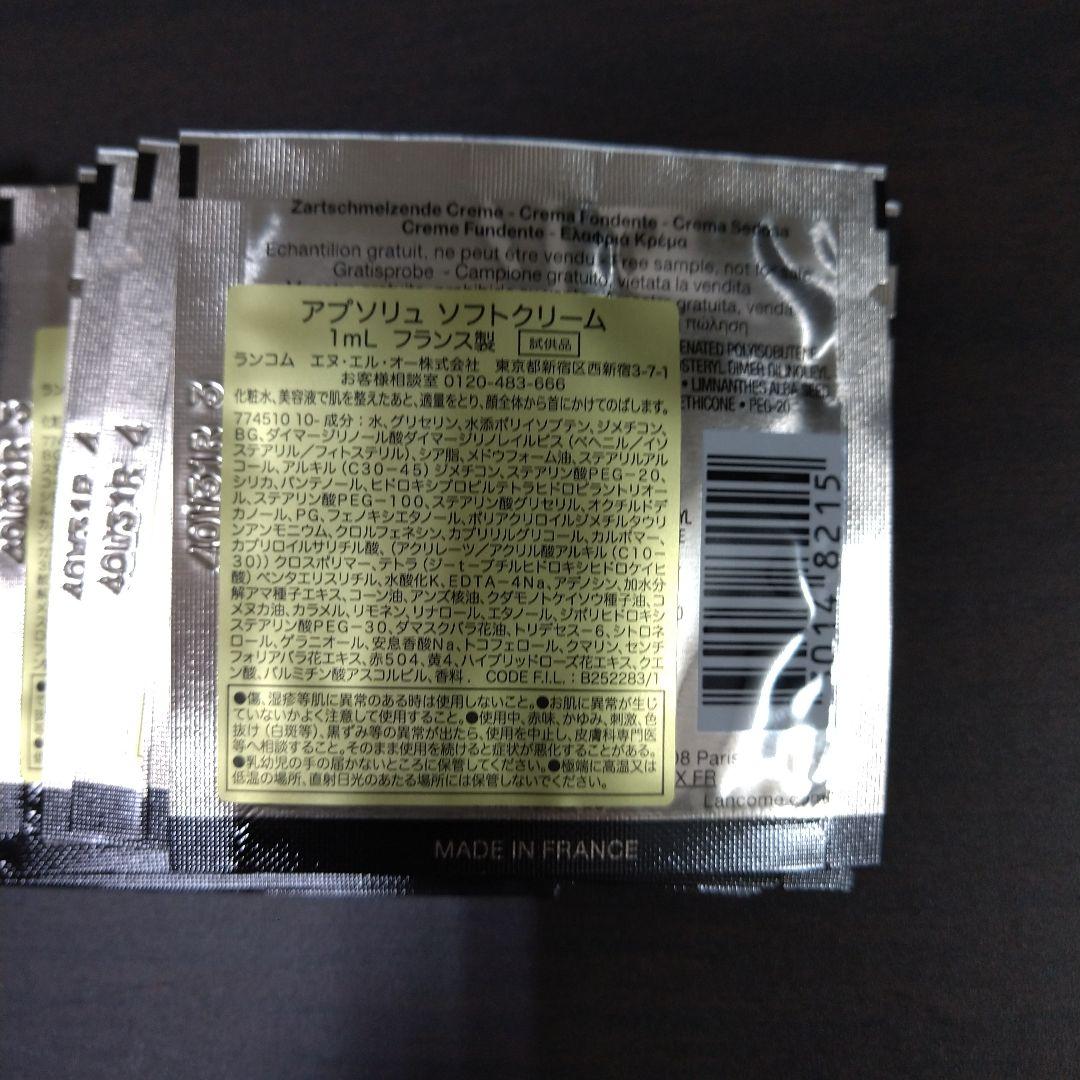 Zartschmelzende Creme - Crema Fondente - Crema Sedosa
Creme Fundente - Ελαφριά Κρέμα
Echantillon gratuit, ne peut être vendu free sample, not for sale
Gratisprobe - Campione gratuito, vietata la vendita
gratuita, venda
πώληση
アプソリュ ソフトクリーム
1mL フランス製 試供品
ランコム エヌ・エル・オー株式会社 東京都新宿区西新宿3-7-1
お客様相談室 0120-483-666
化粧水、美容液で肌を整えたあと、適量をとり、顔全体から首にかけてのばします。
774510 10- 成分:水、グリセリン、水添ポリイソブテン、ジメチコン、
BG、ダイマージリノール酸ダイマージリノレイルビス(ベヘニル/イソ
ステアリル/フィトステリル)、シア脂、メドウフォーム油、ステアリルアル
コール、アルキル(C30-45)ジメチコン、ステアリン酸PEG-20、
シリカ、パンテノール、ヒドロキシプロピルテトラヒドロピラントリオー
ル、ステアリン酸PEG-100、ステアリン酸グリセリル、オクチルドデ
カノール、PG、フェノキシエタノール、ポリアクリロイルジメチルタウリ
ンアンモニウム、クロルフェネシン、カプリリルグリコール、カルボマー、
カプリロイルサリチル酸、(アクリレーツ/アクリル酸アルキル(C10-
30))クロスポリマー、テトラ(ジーt-ブチルヒドロキシヒドロケイヒ
酸)ペンタエリスリチル、水酸化K、EDTA-4Na、アデノシン、加水分
解アマ種子エキス、コーン油、アンズ核油、クダモノトケイソウ種子油、コ
メヌカ油、カラメル、リモネン、リナロール、エタノール、ジポリヒドロキシ
ステアリン酸PEG-30、ダマスクバラ花油、トリデセス-6、シトロネ
ロール、ゲラニオール、安息香酸Na、トコフェロール、クマリン、センチ
フォリアバラ花エキス、赤504、黄4、ハイブリッドローズ花エキス、クエ
ン酸、パルミチン酸アスコルビル、香料. CODE F.I.L.:B252283/1
●傷、湿疹等肌に異常のある時は使用しないこと。●お肌に異常が生じ
ていないかよく注意して使用すること。●使用中、赤味、かゆみ、刺激、色
抜け(白斑等)、黒ずみ等の異常が出たら、使用を中止し、皮膚科専門医
等へ相談すること。そのまま使用を続けると症状が悪化することがある。
●乳幼児の手の届かないところに保管してください。●極端に高温又は
低温の場所、直射日光のあたる場所には保管しないでください。
ENATED POLYISOBUTENE
STERYL DIMER DILINOLEYL
• LIMNANTHES ALBA SEED
ETHICONE • PEG-20
08 Paris
X FR
Lancome.com
MADE IN FRANCE